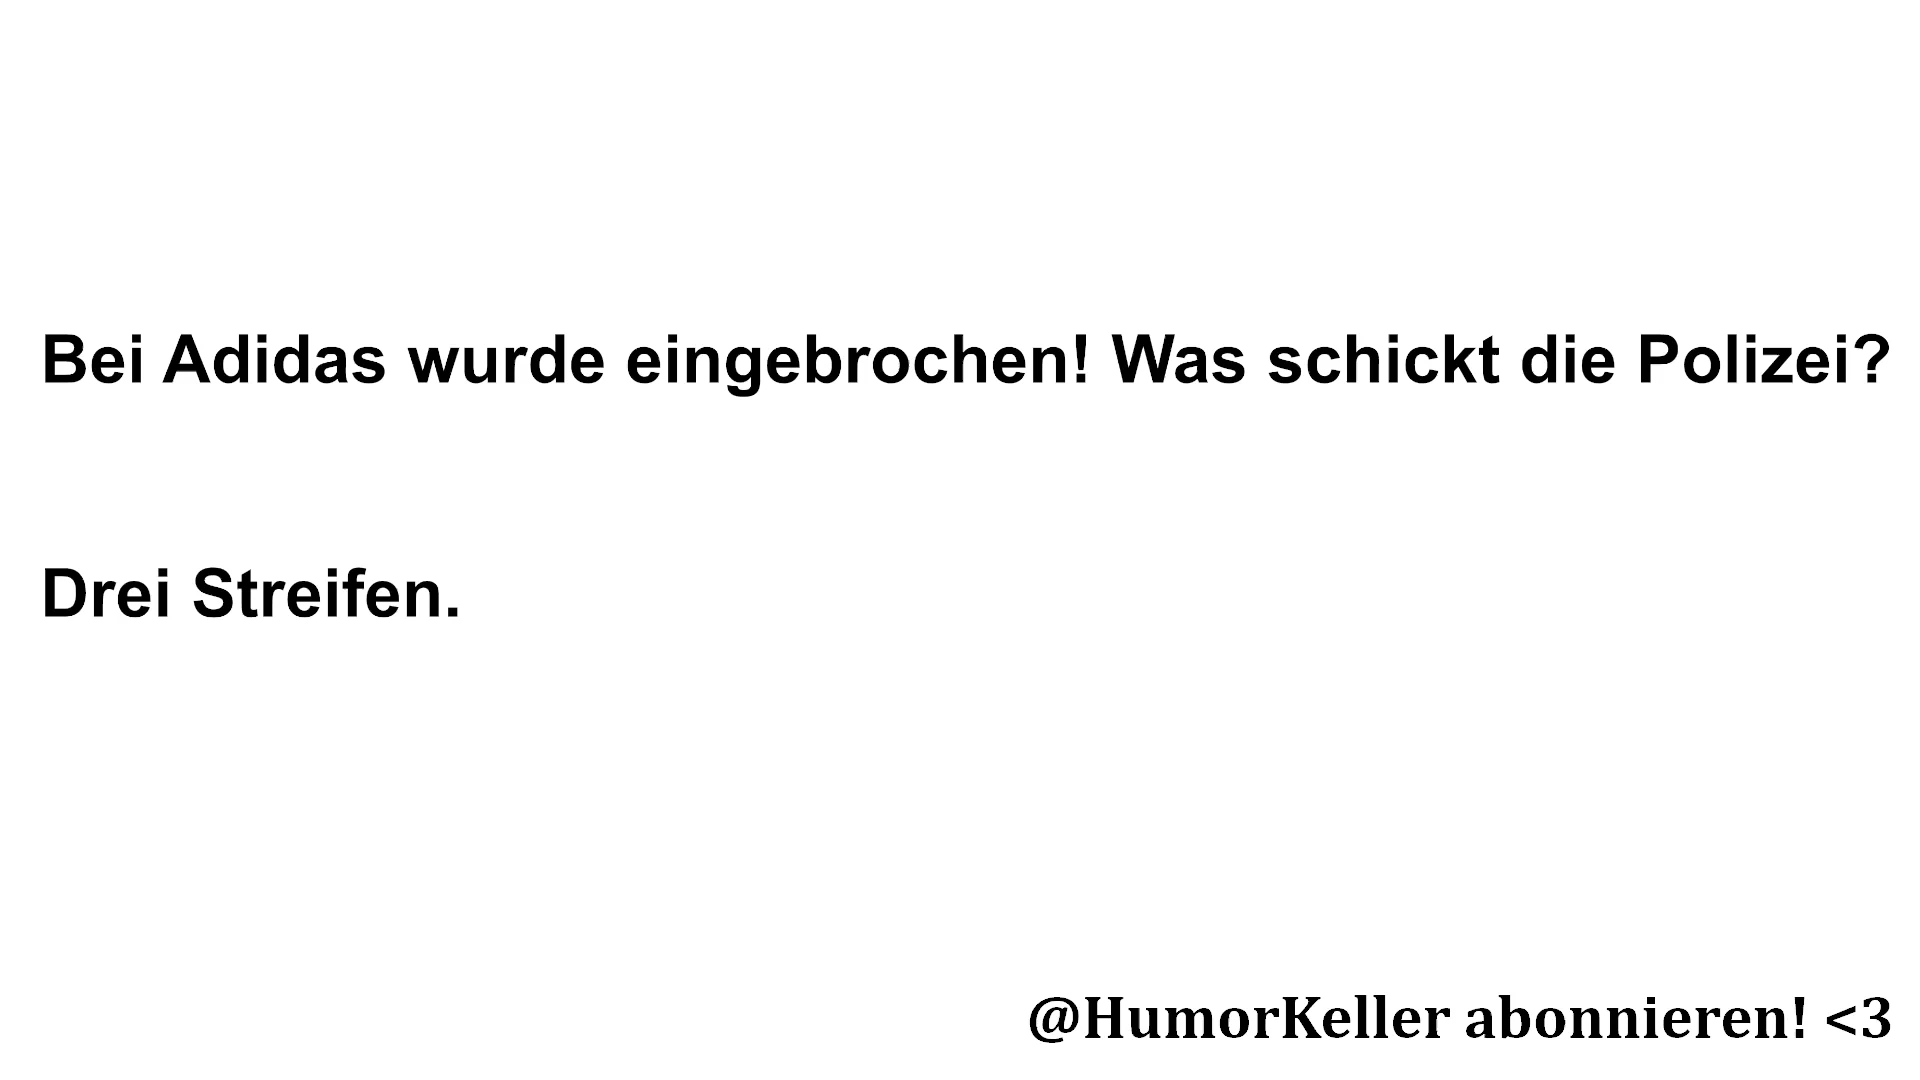 Bei Adidas wurde eingebrochen! Was schickt die Polizei?
Drei Streifen.
@HumorKeller abonnieren! <3